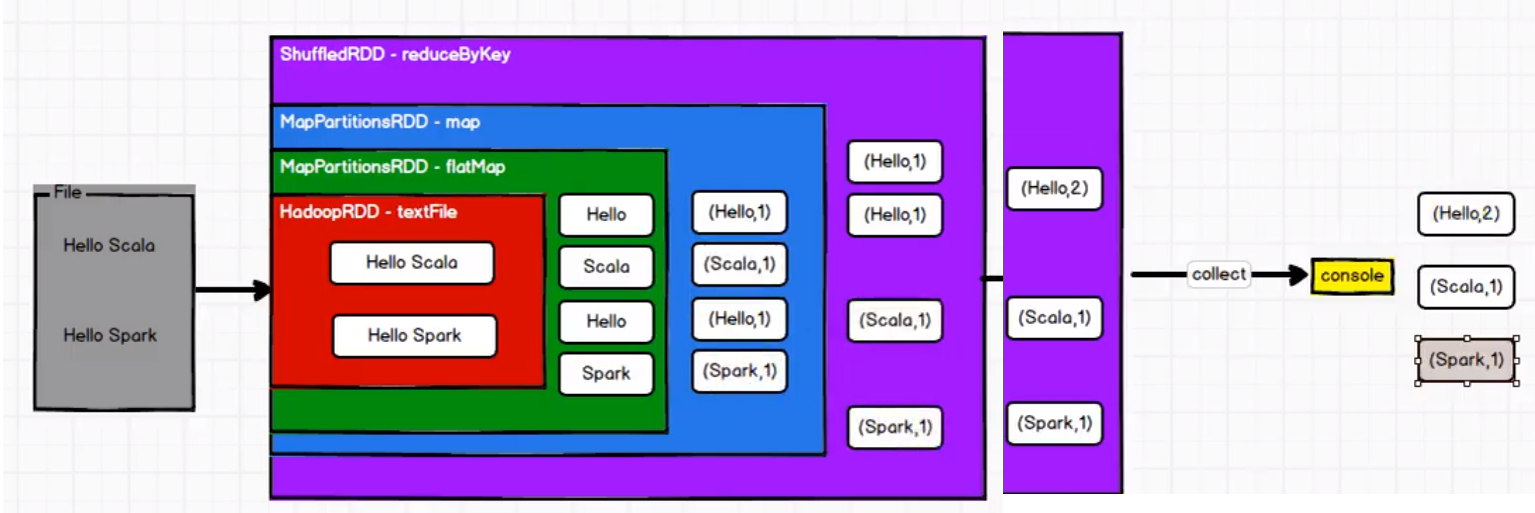 File
Hello Scala
Hello Spark
ShuffledRDD - reduceByKey
MapPartitionsRDD - map
MapPartitionsRDD - flatMap
HadoopRDD - textFile
Hello Scala
Hello Spark
Hello
Scala
Hello
Spark
(Hello,1)
(Scala,1)
(Hello,1)
(Spark,1)
(Hello,1)
(Hello,1)
(Scala,1)
(Spark,1)
(Hello,2)
(Scala,1)
(Spark,1)
collect
console
(Hello,2)
(Scala,1)
(Spark,1)